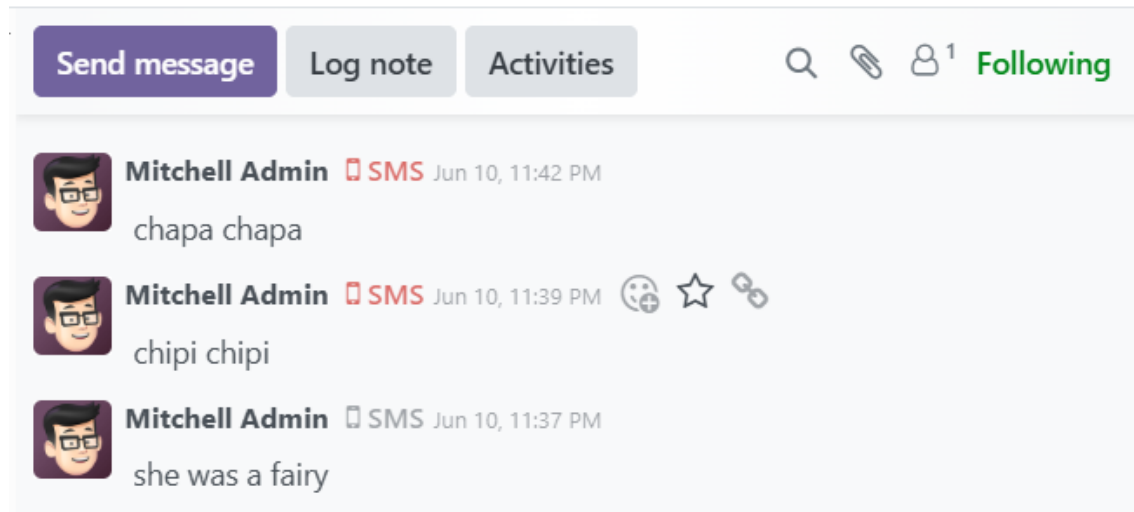 Send message Log note Activities 1 Following
Mitchell Admin SMS Jun 10, 11:42 PM
chapa chapa
Mitchell Admin SMS Jun 10, 11:39 PM
chipi chipi
Mitchell Admin SMS Jun 10, 11:37 PM
she was a fairy